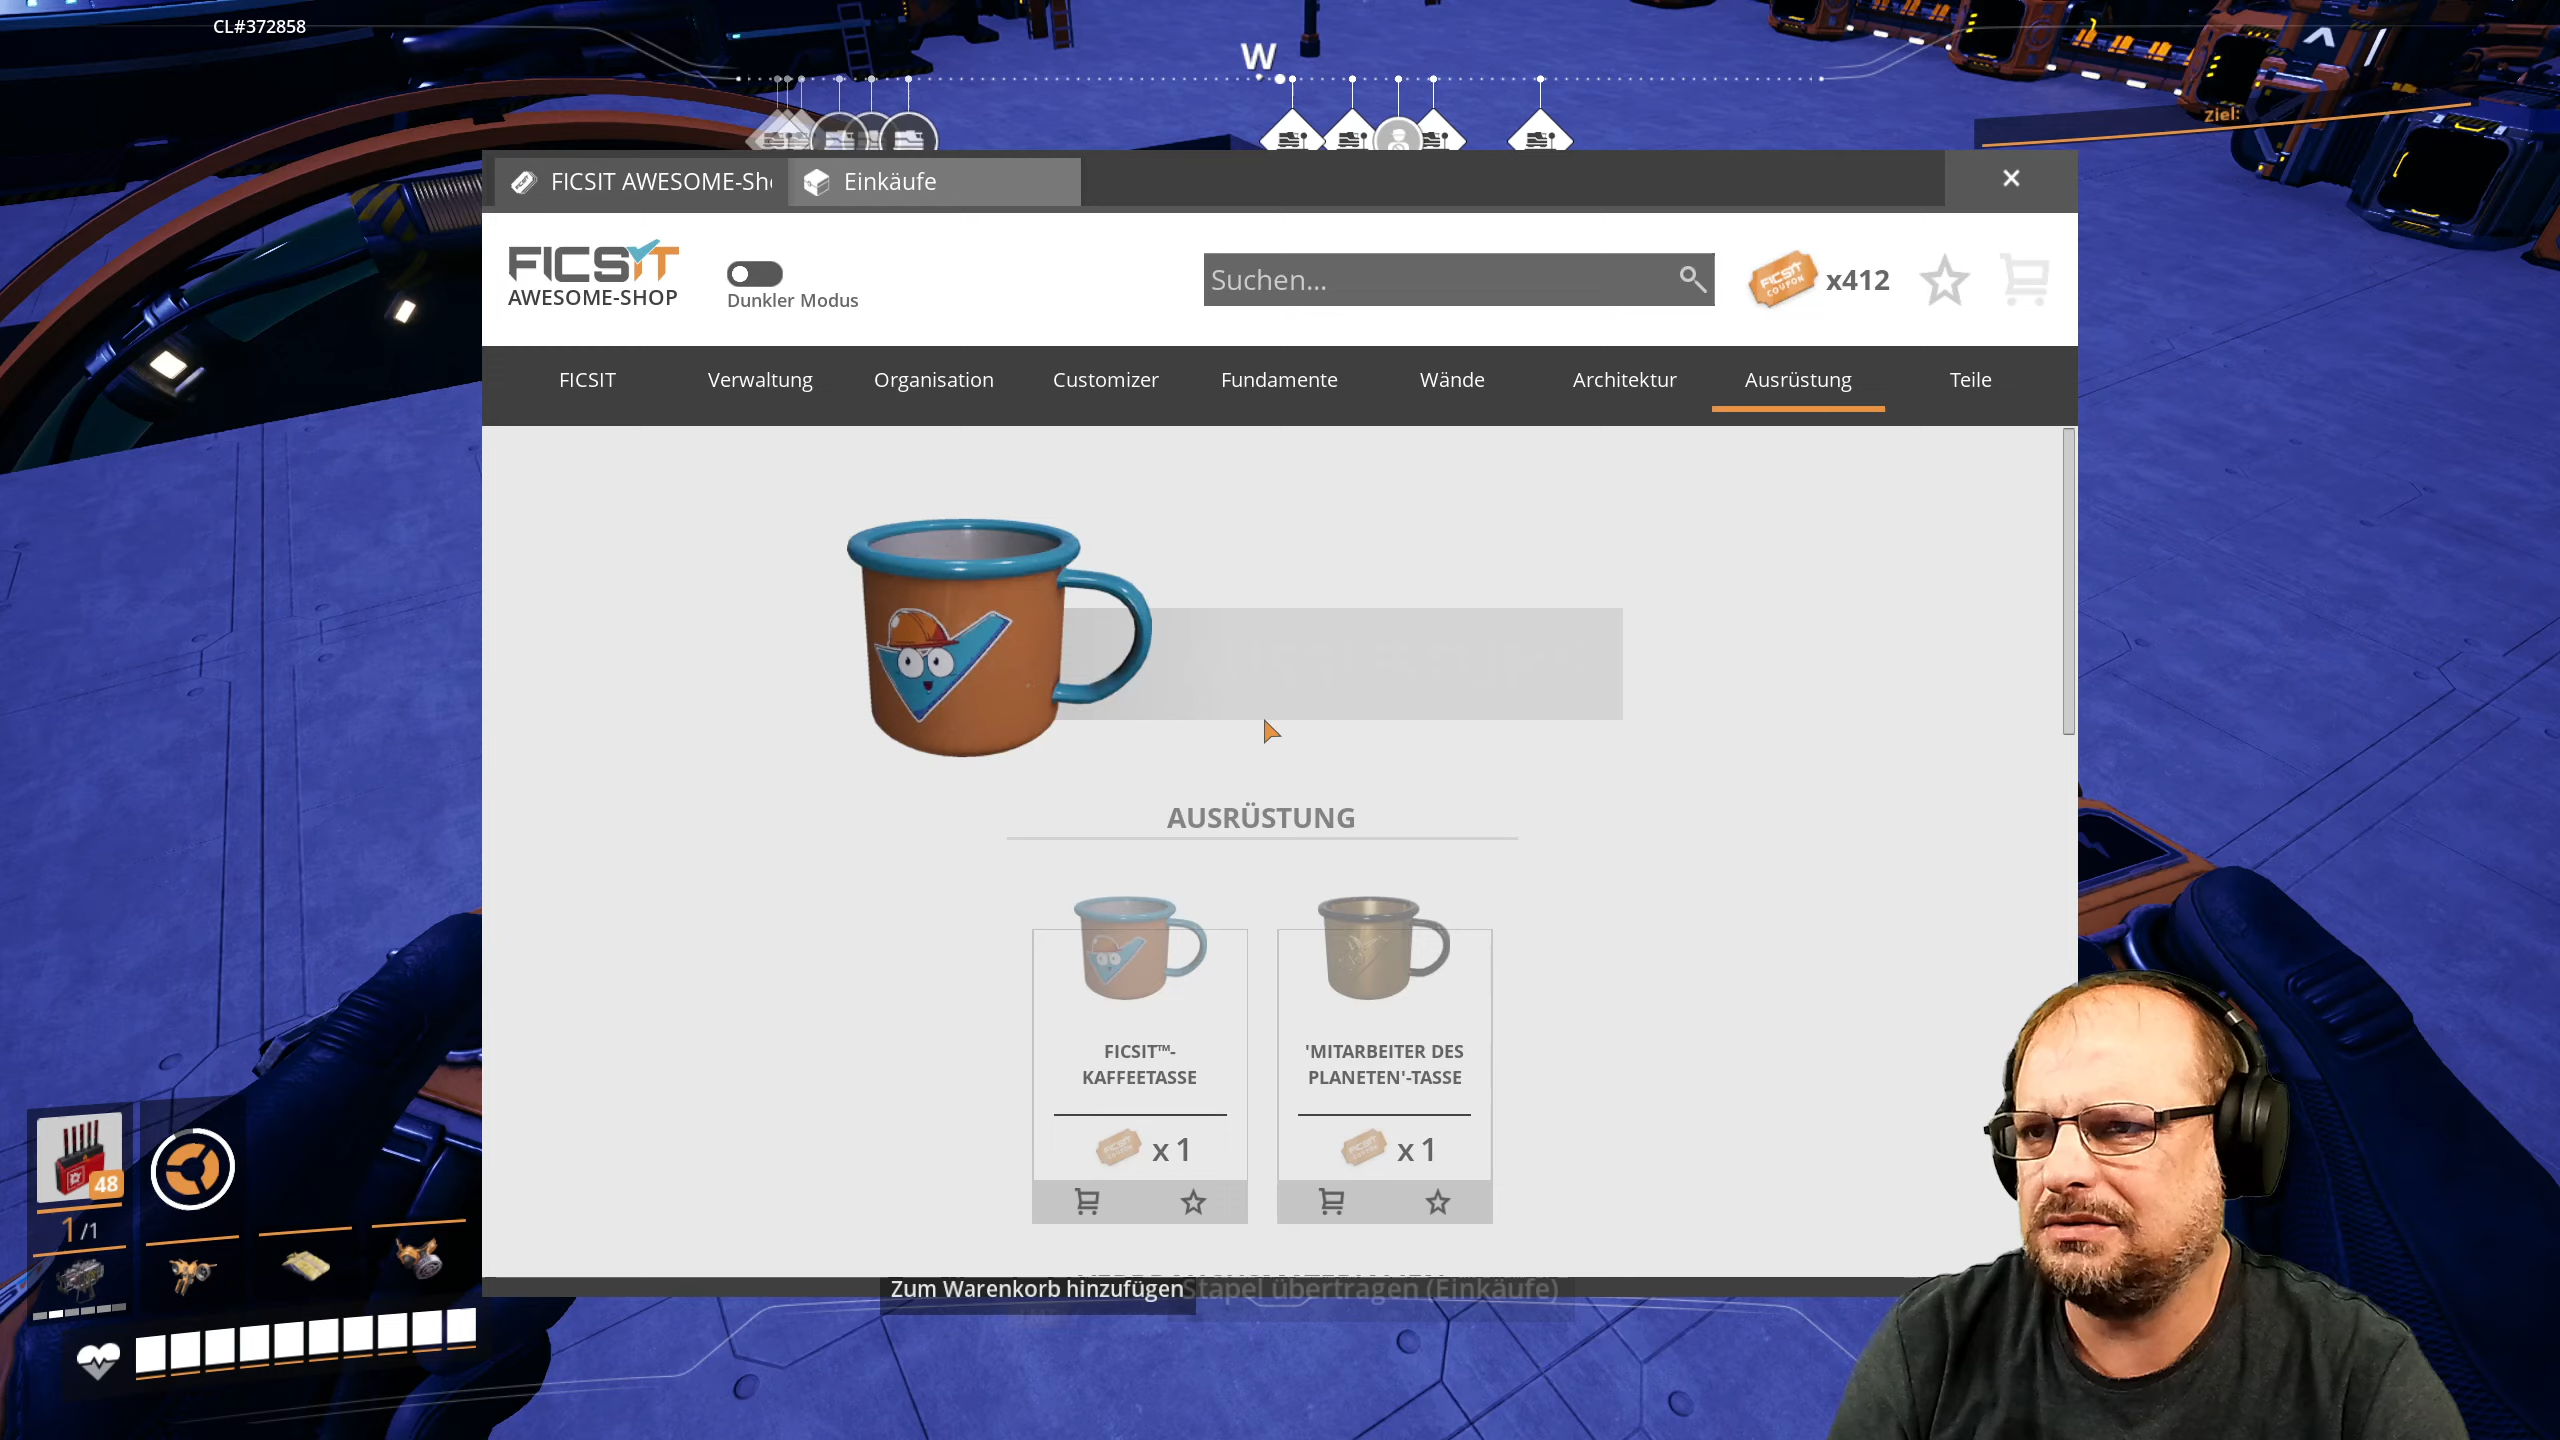 CL#372858
W
Ziel:
FICSIT AWESOME-Sh
Einkäufe
FICSIT
AWESOME-SHOP
Dunkler Modus
Suchen...
FICSIT
COUPON
x412
FICSIT
Verwaltung
Organisation
Customizer
Fundamente
Wände
Architektur
Ausrüstung
Teile
AUSRÜSTUNG
FICSIT™-
KAFFEETASSE
x 1
'MITARBEITER DES
PLANETEN'-TASSE
x 1
Zum Warenkorb hinzufügen
Stapel übertragen (Einkäufe)
48
1/1